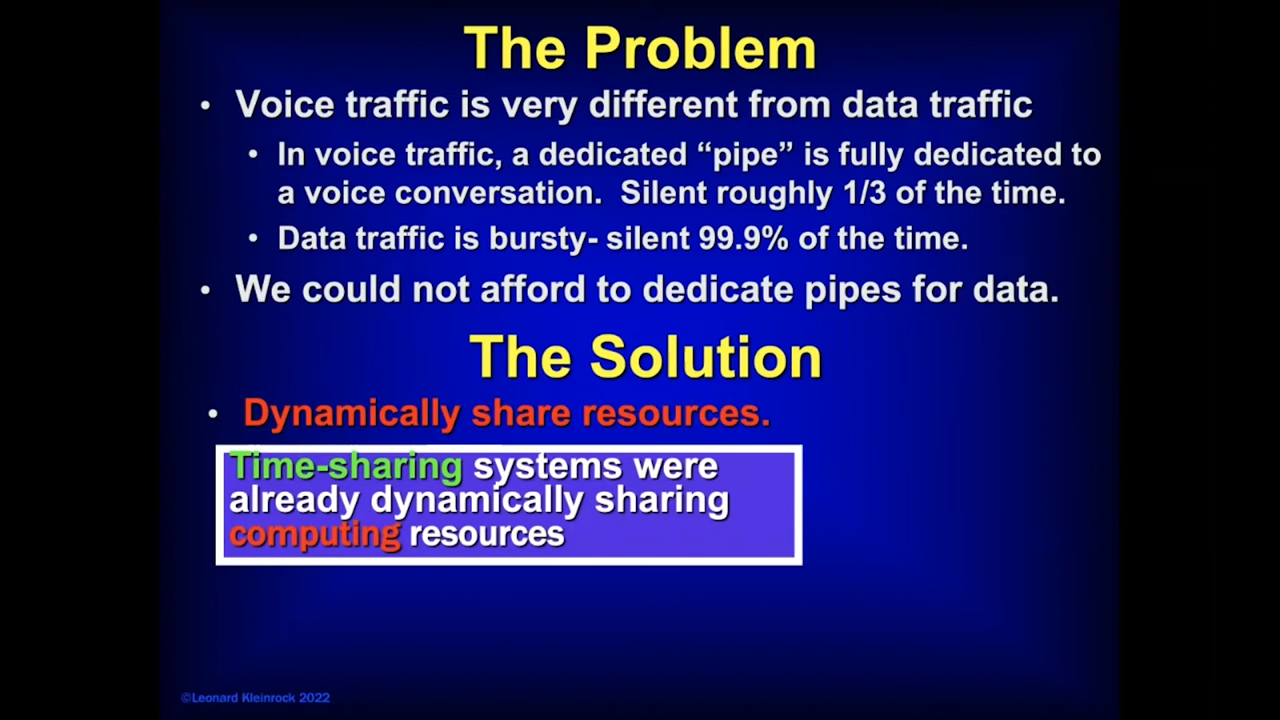 The Problem
• Voice traffic is very different from data traffic
• In voice traffic, a dedicated “pipe” is fully dedicated to
a voice conversation.  Silent roughly 1/3 of the time.
• Data traffic is bursty- silent 99.9% of the time.
• We could not afford to dedicate pipes for data.
The Solution
• Dynamically share resources.
Time-sharing systems were
already dynamically sharing
computing resources
©Leonard Kleinrock 2022